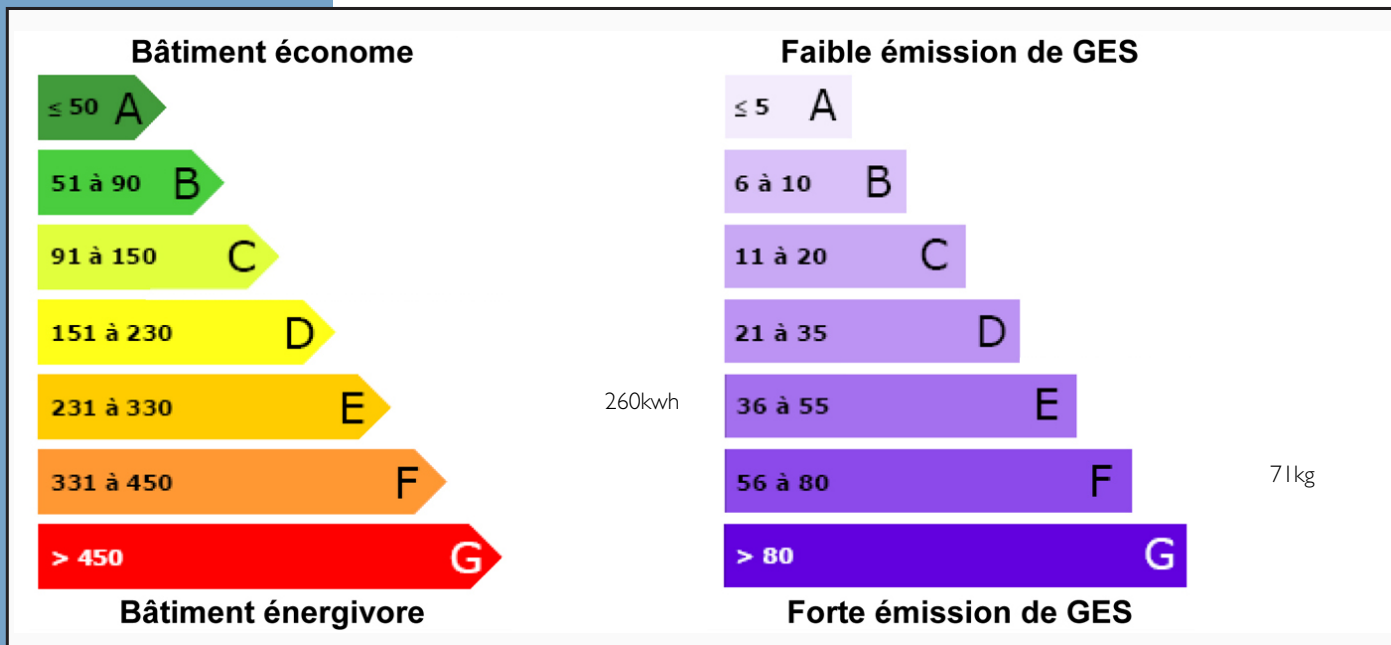 Bâtiment économe
≤ 50 A
51 à 90 B
91 à 150 C
151 à 230 D
231 à 330 E
260kwh
331 à 450 F
> 450 G
Bâtiment énergivore
Faible émission de GES
≤ 5 A
6 à 10 B
11 à 20 C
21 à 35 D
36 à 55 E
56 à 80 F
71kg
> 80 G
Forte émission de GES